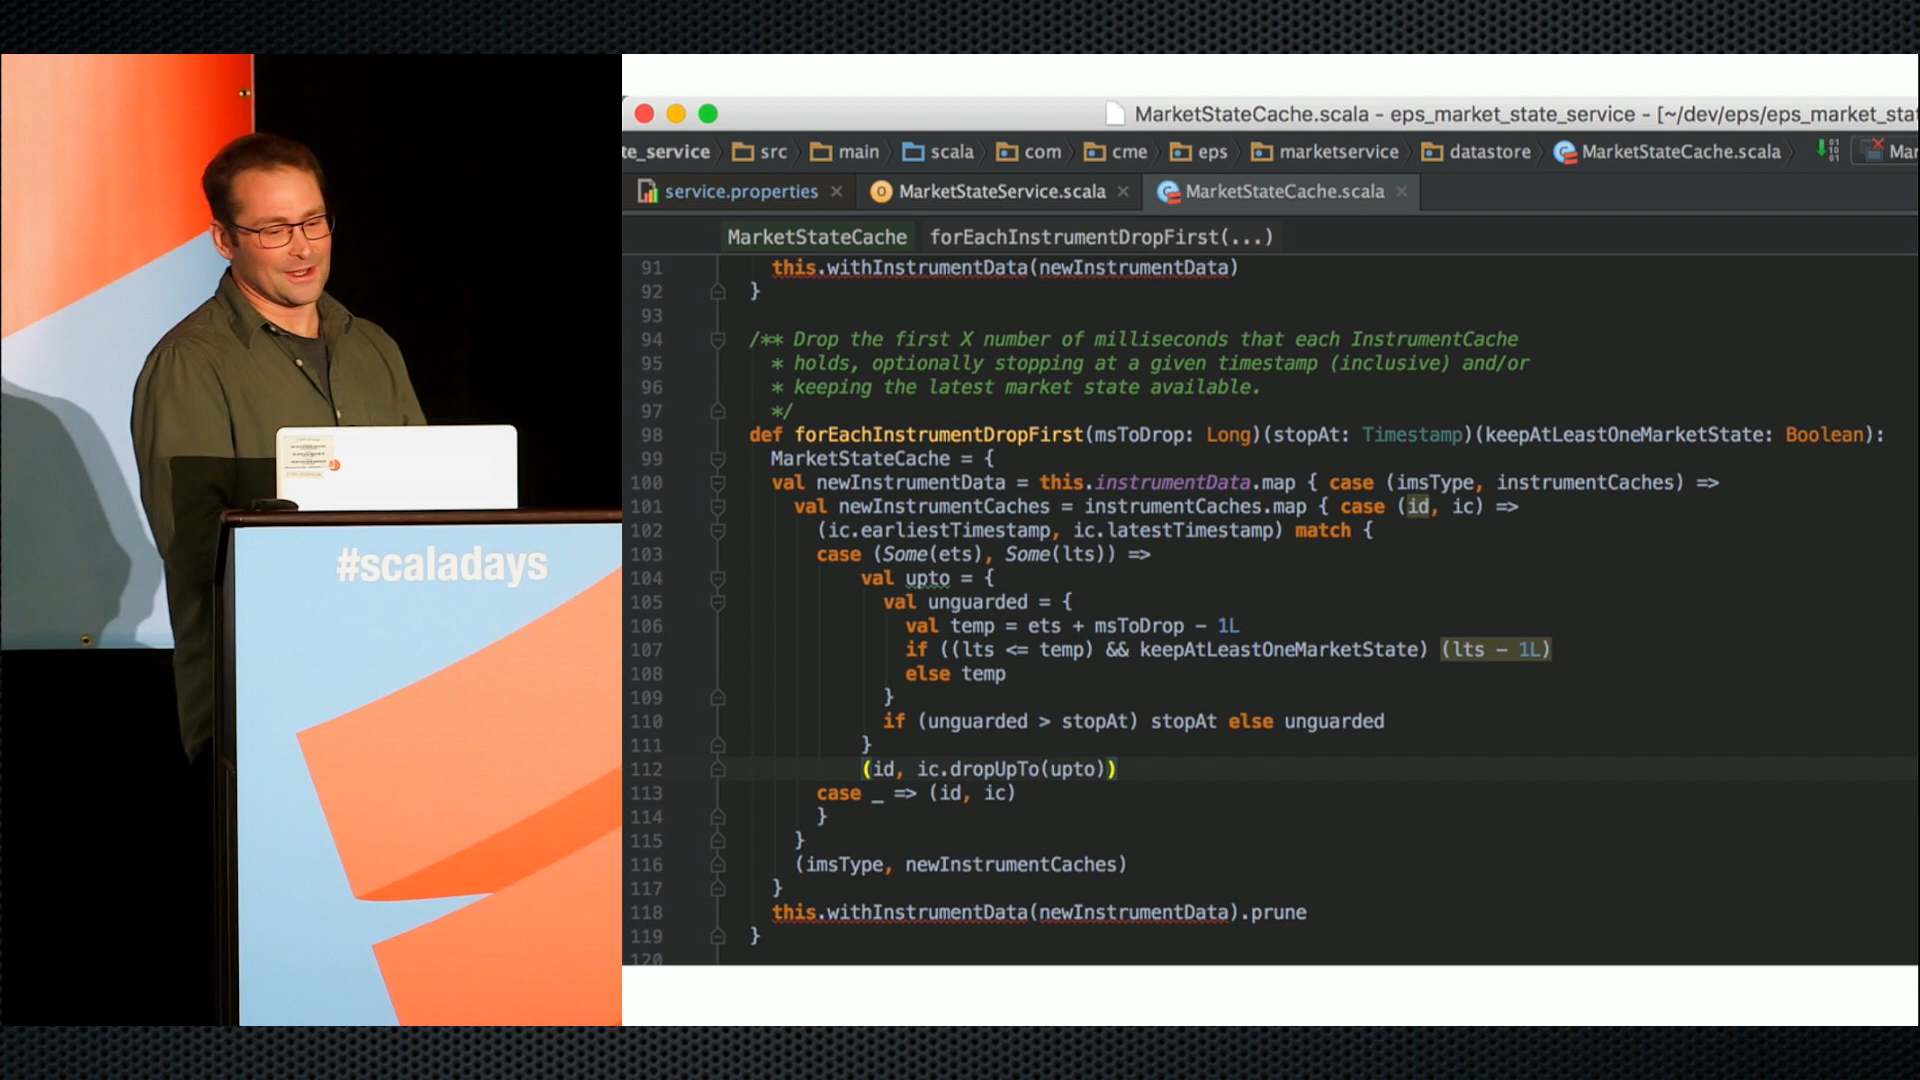 #scaladays
MarketStateCache.scala - eps_market_state_service - [~/dev/eps/eps_market_sta
te_service
src
main
scala
com
cme
eps
marketservice
datastore
MarketStateCache.scala
Mar
service.properties
MarketStateService.scala
MarketStateCache.scala
MarketStateCache forEachInstrumentDropFirst(...)
91 this.withInstrumentData(newInstrumentData)
92 }
93
94 /** Drop the first X number of milliseconds that each InstrumentCache
95 * holds, optionally stopping at a given timestamp (inclusive) and/or
96 * keeping the latest market state available.
97 */
98 def forEachInstrumentDropFirst(msToDrop: Long)(stopAt: Timestamp)(keepAtLeastOneMarketState: Boolean):
99 MarketStateCache = {
100 val newInstrumentData = this.instrumentData.map { case (imsType, instrumentCaches) =>
101 val newInstrumentCaches = instrumentCaches.map { case (id, ic) =>
102 (ic.earliestTimestamp, ic.latestTimestamp) match {
103 case (Some(ets), Some(lts)) =>
104 val upto = {
105 val unguarded = {
106 val temp = ets + msToDrop - 1L
107 if ((lts <= temp) && keepAtLeastOneMarketState) (lts - 1L)
108 else temp
109 }
110 if (unguarded > stopAt) stopAt else unguarded
111 }
112 (id, ic.dropUpTo(upto))
113 case _ => (id, ic)
114 }
115 }
116 (imsType, newInstrumentCaches)
117 }
118 this.withInstrumentData(newInstrumentData).prune
119 }
120